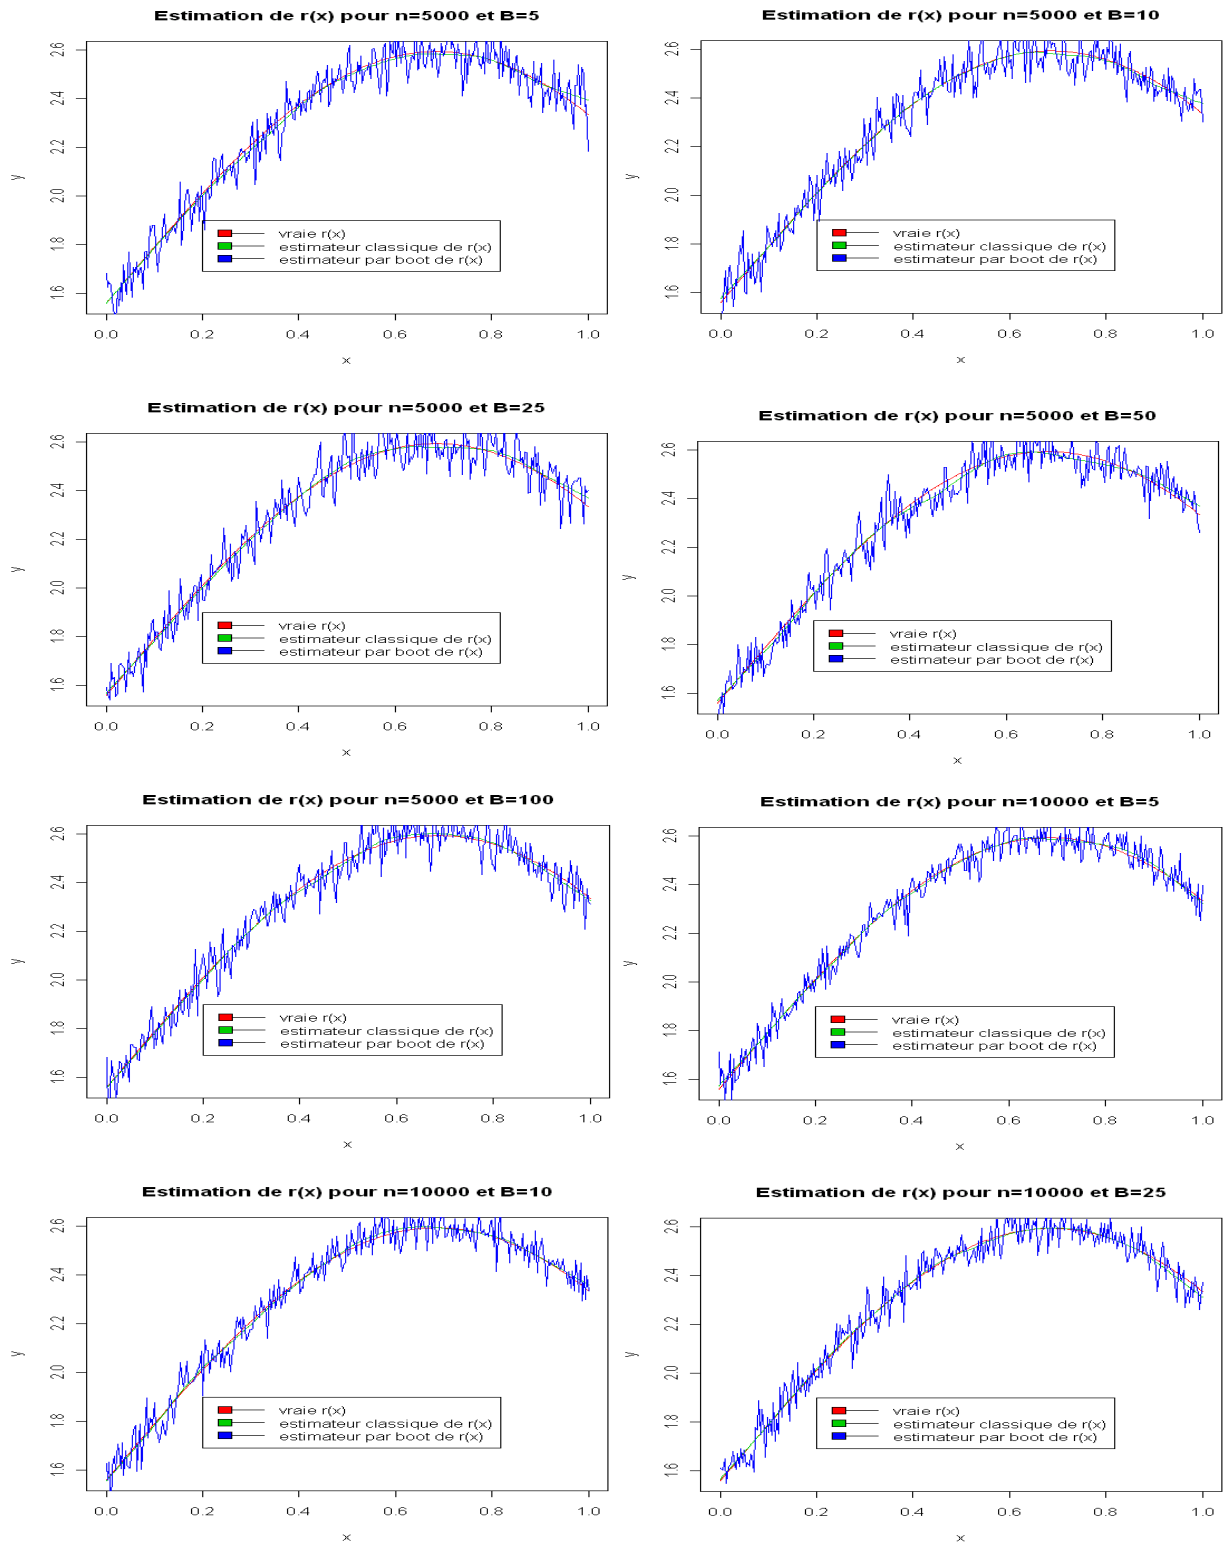 Estimation de r(x) pour n=5000 et B=5
2.6
2.4
2.2
2.0
1.8
1.6
y
vraie r(x)
estimateur classique de r(x)
estimateur par boot de r(x)
0.0 0.2 0.4 0.6 0.8 1.0
x
Estimation de r(x) pour n=5000 et B=10
2.6
2.4
2.2
2.0
1.8
1.6
y
vraie r(x)
estimateur classique de r(x)
estimateur par boot de r(x)
0.0 0.2 0.4 0.6 0.8 1.0
x
Estimation de r(x) pour n=5000 et B=25
2.6
2.4
2.2
2.0
1.8
1.6
y
vraie r(x)
estimateur classique de r(x)
estimateur par boot de r(x)
0.0 0.2 0.4 0.6 0.8 1.0
x
Estimation de r(x) pour n=5000 et B=50
2.6
2.4
2.2
2.0
1.8
1.6
y
vraie r(x)
estimateur classique de r(x)
estimateur par boot de r(x)
0.0 0.2 0.4 0.6 0.8 1.0
x
Estimation de r(x) pour n=5000 et B=100
2.6
2.4
2.2
2.0
1.8
1.6
y
vraie r(x)
estimateur classique de r(x)
estimateur par boot de r(x)
0.0 0.2 0.4 0.6 0.8 1.0
x
Estimation de r(x) pour n=10000 et B=5
2.6
2.4
2.2
2.0
1.8
1.6
y
vraie r(x)
estimateur classique de r(x)
estimateur par boot de r(x)
0.0 0.2 0.4 0.6 0.8 1.0
x
Estimation de r(x) pour n=10000 et B=10
2.6
2.4
2.2
2.0
1.8
1.6
y
vraie r(x)
estimateur classique de r(x)
estimateur par boot de r(x)
0.0 0.2 0.4 0.6 0.8 1.0
x
Estimation de r(x) pour n=10000 et B=25
2.6
2.4
2.2
2.0
1.8
1.6
y
vraie r(x)
estimateur classique de r(x)
estimateur par boot de r(x)
0.0 0.2 0.4 0.6 0.8 1.0
x